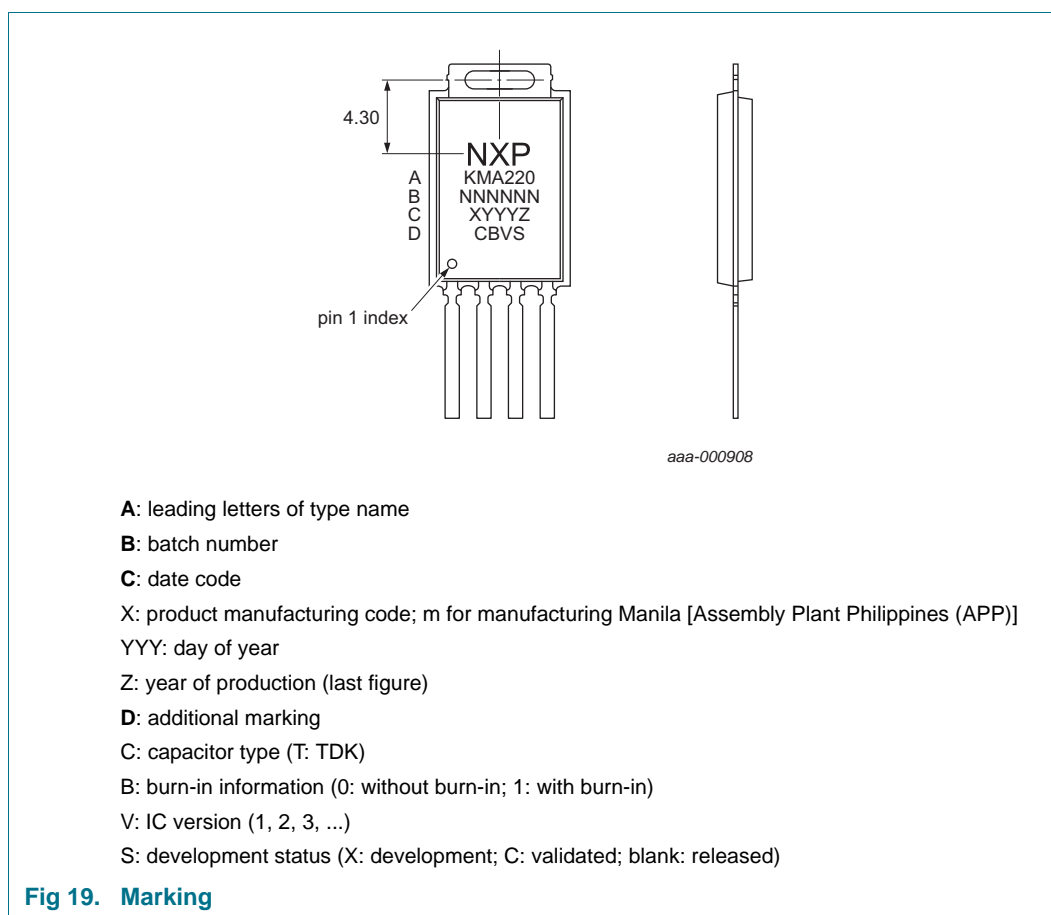 4.30
NXP
A KMA220
B NNNNNN
C XYYYZ
D CBVS
pin 1 index
aaa-000908
A: leading letters of type name
B: batch number
C: date code
X: product manufacturing code; m for manufacturing Manila [Assembly Plant Philippines (APP)]
YYY: day of year
Z: year of production (last figure)
D: additional marking
C: capacitor type (T: TDK)
B: burn-in information (0: without burn-in; 1: with burn-in)
V: IC version (1, 2, 3, ...)
S: development status (X: development; C: validated; blank: released)
Fig 19. Marking